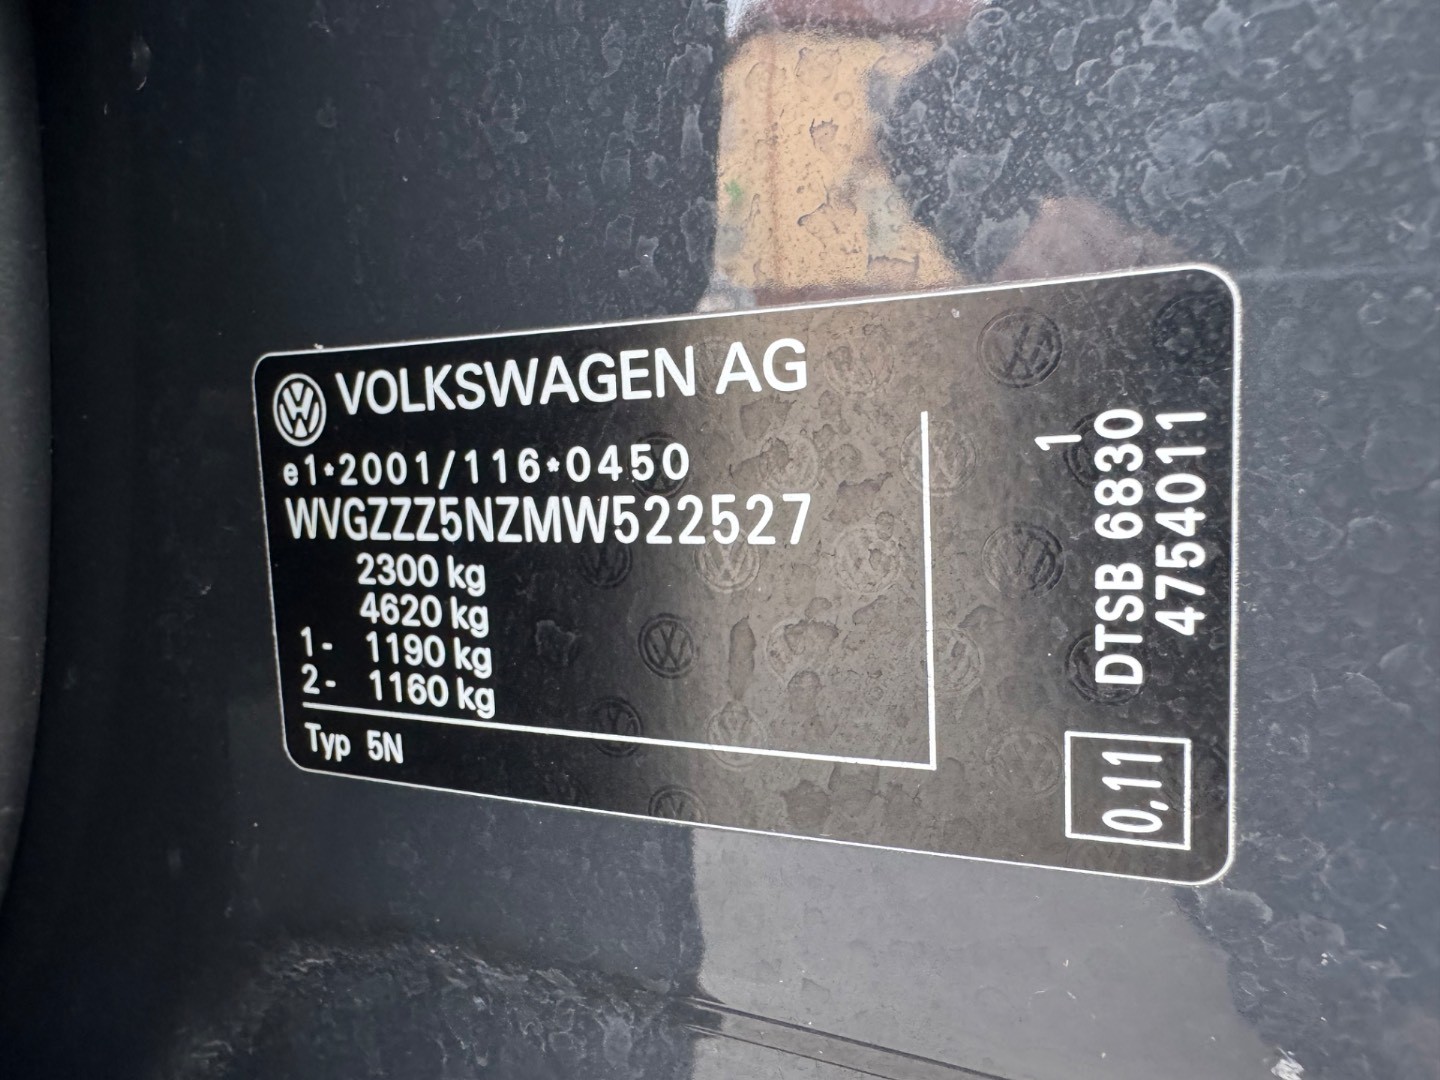 VOLKSWAGEN AG
e1*2001/116*0450
WVGZZZ5NZMW522527
2300 kg
4620 kg
1- 1190 kg
2- 1160 kg
Typ 5N
1
DTSB 6830
4754011
0,11